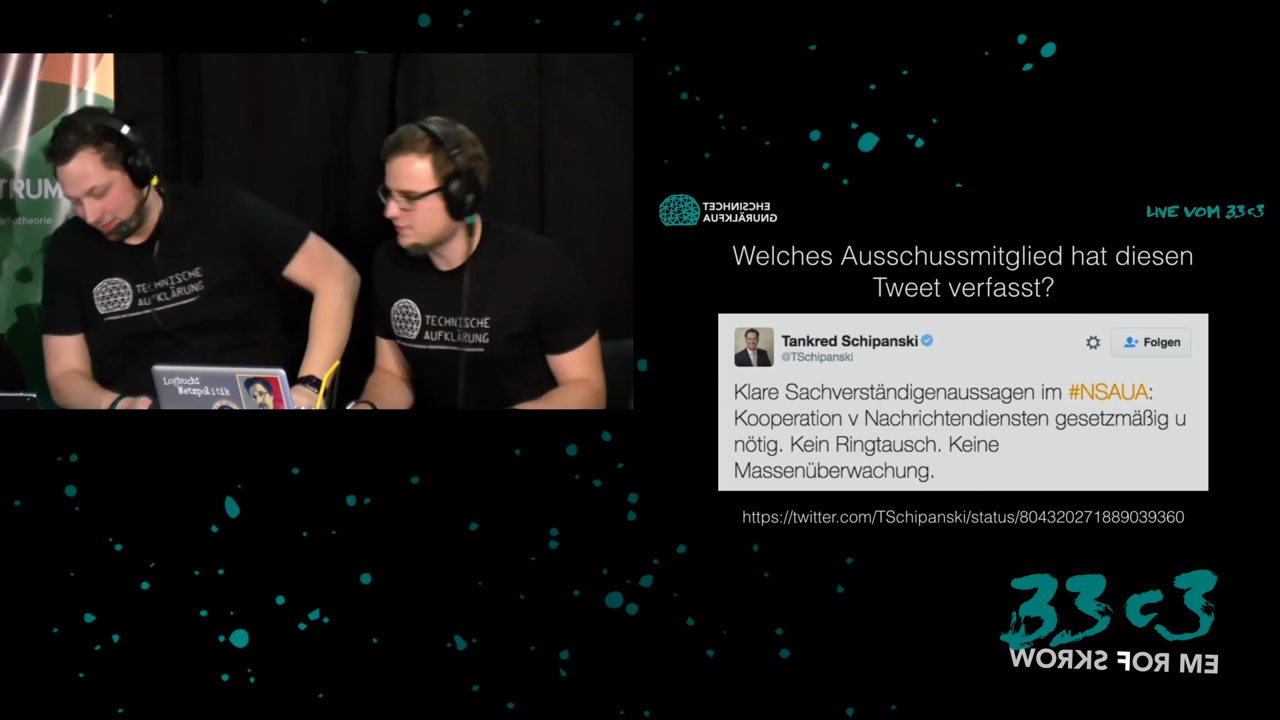 TRUM
TECHNISCHE
AUFKLÄRUNG
TECHNISCHE
AUFKLÄRUNG
Logbuch:
Netzpolitik
TECHNISCHE
AUFKLÄRUNG
LIVE VOM 33c3
Welches Ausschussmitglied hat diesen
Tweet verfasst?
Tankred Schipanski
@TSchipanski
Folgen
Klare Sachverständigenaussagen im #NSAUA:
Kooperation v Nachrichtendiensten gesetzmäßig u
nötig. Kein Ringtausch. Keine
Massenüberwachung.
https://twitter.com/TSchipanski/status/804320271889039360
33c3
WORKS FOR ME